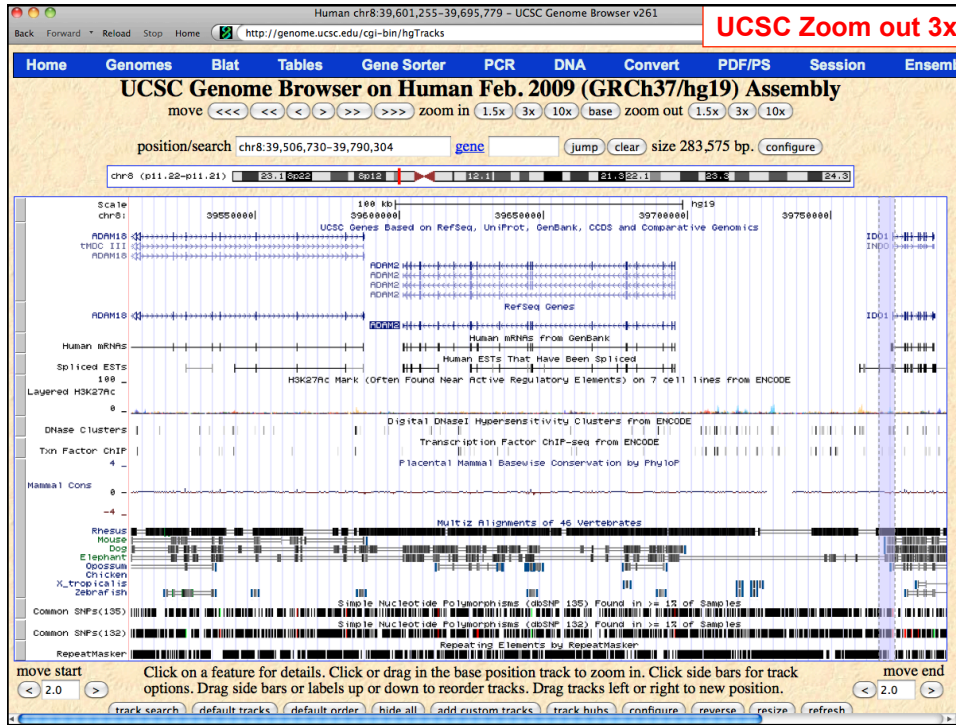 Human chr8:39,601,255-39,695,779 – UCSC Genome Browser v261
UCSC Zoom out 3x
Back Forward Reload Stop Home http://genome.ucsc.edu/cgi-bin/hgTracks
Home Genomes Blat Tables Gene Sorter PCR DNA Convert PDF/PS Session Ensembl
UCSC Genome Browser on Human Feb. 2009 (GRCh37/hg19) Assembly
move <<< << < > >> >>> zoom in 1.5x 3x 10x base zoom out 1.5x 3x 10x
position/search chr8:39,506,730-39,790,304 gene jump clear size 283,575 bp. configure
chr8 (p11.22-p11.21) 23.1 8p22 8p12 12.1 21.3 22.1 23.3 24.3
Scale 100 kb hg19
chr8: 39550000| 39600000| 39650000| 39700000| 39750000|
UCSC Genes Based on RefSeq, UniProt, GenBank, CCDS and Comparative Genomics
ADAM18 IDO1
tMDC III INDO
ADAM18
ADAM2
ADAM2
ADAM2
ADAM2
RefSeq Genes
ADAM18 IDO1
ADAM2
Human mRNAs from GenBank
Human mRNAs
Human ESTs That Have Been Spliced
Spliced ESTs
100 _ H3K27Ac Mark (Often Found Near Active Regulatory Elements) on 7 cell lines from ENCODE
Layered H3K27Ac
0 _
Digital DNaseI Hypersensitivity Clusters from ENCODE
DNase Clusters
Transcription Factor ChIP-seq from ENCODE
Txn Factor ChIP
4 _ Placental Mammal Basewise Conservation by PhyloP
Mammal Cons
0 _
-4 _
Multiz Alignments of 46 Vertebrates
Rhesus
Mouse
Dog
Elephant
Opossum
Chicken
X_tropicalis
Zebrafish
Simple Nucleotide Polymorphisms (dbSNP 135) Found in >= 1% of Samples
Common SNPs(135)
Simple Nucleotide Polymorphisms (dbSNP 132) Found in >= 1% of Samples
Common SNPs(132)
Repeating Elements by RepeatMasker
RepeatMasker
move start Click on a feature for details. Click or drag in the base position track to zoom in. Click side bars for track move end
< 2.0 > options. Drag side bars or labels up or down to reorder tracks. Drag tracks left or right to new position. < 2.0 >
track search default tracks default order hide all add custom tracks track hubs configure reverse resize refresh